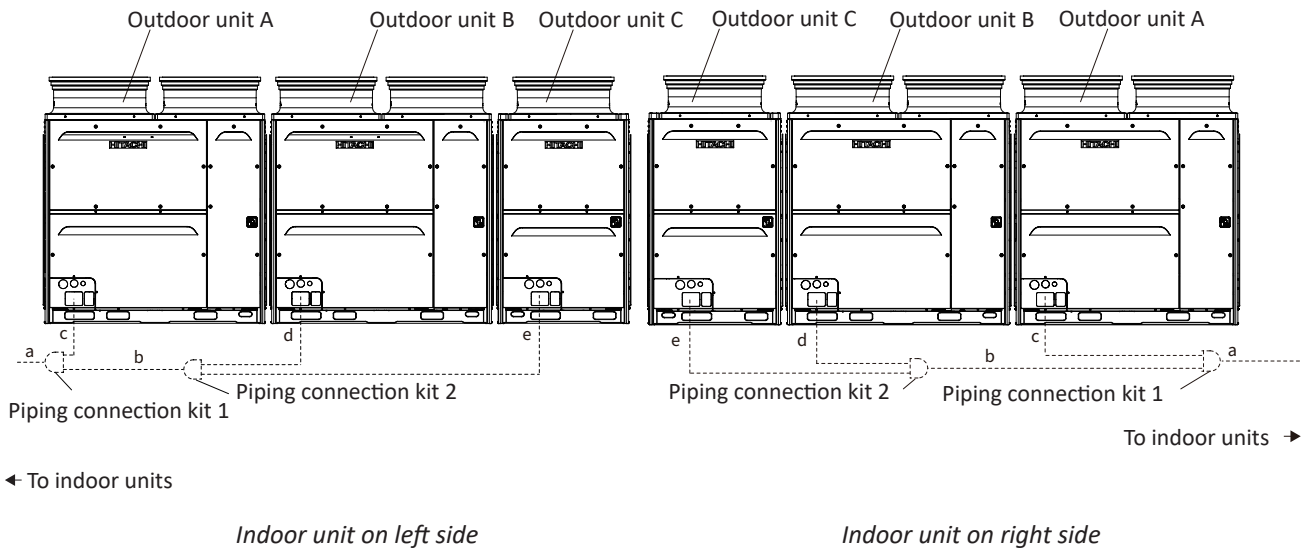 Outdoor unit A Outdoor unit B Outdoor unit C Outdoor unit C Outdoor unit B Outdoor unit A
HITACHI HITACHI HITACHI HITACHI HITACHI HITACHI
c d e e d c
a b b a
Piping connection kit 1 Piping connection kit 2 Piping connection kit 2 Piping connection kit 1
To indoor units
To indoor units
Indoor unit on left side Indoor unit on right side